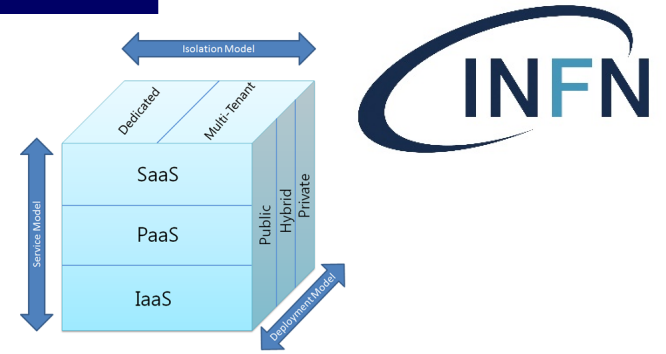 Isolation Model
INFN
Dedicated
Multi-Tenant
Service Model
SaaS
PaaS
IaaS
Public
Hybrid
Private
Deployment Model